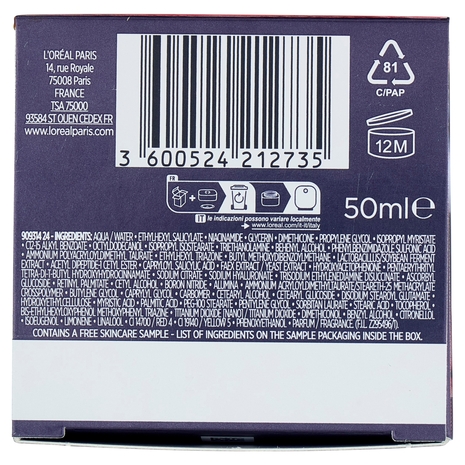 L'ORÉAL PARIS
14, rue Royale
75008 Paris
FRANCE
TSA 75000
93584 ST OUEN CEDEX FR
www.lorealparis.com
3 600524 212735
81
C/PAP
12M
FR
IT le indicazioni possono variare localmente
www.loreal.com/it-it/italy
50ml℮
909314 24 - INGREDIENTS: AQUA / WATER • ETHYLHEXYL SALICYLATE • NIACINAMIDE • GLYCERIN • DIMETHICONE • PROPYLENE GLYCOL • ISOPROPYL MYRISTATE
C12-15 ALKYL BENZOATE • OCTYLDODECANOL • ISOPROPYL ISOSTEARATE • TRIETHANOLAMINE • BEHENYL ALCOHOL • PHENYLBENZIMIDAZOLE SULFONIC ACID
AMMONIUM POLYACRYLOYLDIMETHYL TAURATE • ETHYLHEXYL TRIAZONE • BUTYL METHOXYDIBENZOYLMETHANE • LACTOBACILLUS/SOYBEAN FERMENT
EXTRACT • ACETYL DIPEPTIDE-1 CETYL ESTER • CAPRYLOYL SALICYLIC ACID • FAEX EXTRACT / YEAST EXTRACT • HYDROXYACETOPHENONE • PENTAERYTHRITYL
TETRA-DI-T-BUTYL HYDROXYHYDROCINNAMATE • SODIUM CITRATE • SODIUM HYALURONATE • TRISODIUM ETHYLENEDIAMINE DISUCCINATE • ASCORBYL
GLUCOSIDE • RETINYL PALMITATE • CETYL ALCOHOL • BORON NITRIDE • ALUMINA • AMMONIUM ACRYLOYLDIMETHYLTAURATE/STEARETH-25 METHACRYLATE
CROSSPOLYMER • BUTYLENE GLYCOL • CAPRYLYL GLYCOL • CARBOMER • CETEARYL ALCOHOL • CETEARYL GLUCOSIDE • DISODIUM STEAROYL GLUTAMATE •
HYDROXYETHYLCELLULOSE • MYRISTIC ACID • PALMITIC ACID • PEG-100 STEARATE • PENTYLENE GLYCOL • SORBITAN LAURATE • STEARIC ACID • TOCOPHEROL
BIS-ETHYLHEXYLOXYPHENOL METHOXYPHENYL TRIAZINE • TITANIUM DIOXIDE [NANO] / TITANIUM DIOXIDE • DIMETHICONOL • BENZYL ALCOHOL • CITRONELLOL
ISOEUGENOL • LIMONENE • LINALOOL • CI 14700 / RED 4 • CI 19140 / YELLOW 5 • PHENOXYETHANOL • PARFUM / FRAGRANCE (F.I.L. Z295496/1)
CONTAINS A FREE SKINCARE SAMPLE - LIST OF INGREDIENTS ON THE SAMPLE PACKAGING INSIDE THE BOX.